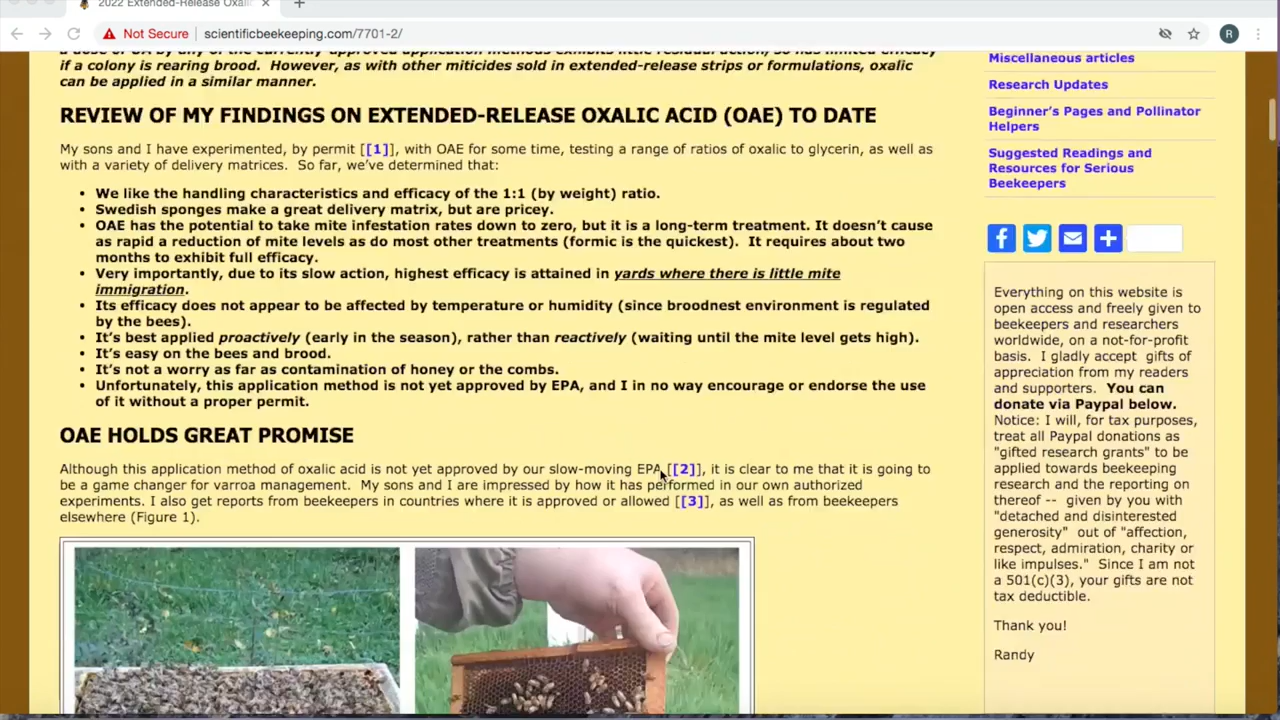 2022 Extended-Release Oxalic
Not Secure
scientificbeekeeping.com/7701-2/
R
a dose of OA by any of the currently-approved application methods exhibits little residual action, so has limited efficacy
if a colony is rearing brood. However, as with other miticides sold in extended-release strips or formulations, oxalic
can be applied in a similar manner.
REVIEW OF MY FINDINGS ON EXTENDED-RELEASE OXALIC ACID (OAE) TO DATE
My sons and I have experimented, by permit [[1]], with OAE for some time, testing a range of ratios of oxalic to glycerin, as well as
with a variety of delivery matrices. So far, we've determined that:
• We like the handling characteristics and efficacy of the 1:1 (by weight) ratio.
• Swedish sponges make a great delivery matrix, but are pricey.
• OAE has the potential to take mite infestation rates down to zero, but it is a long-term treatment. It doesn't cause
as rapid a reduction of mite levels as do most other treatments (formic is the quickest). It requires about two
months to exhibit full efficacy.
• Very importantly, due to its slow action, highest efficacy is attained in yards where there is little mite
immigration.
• Its efficacy does not appear to be affected by temperature or humidity (since broodnest environment is regulated
by the bees).
• It's best applied proactively (early in the season), rather than reactively (waiting until the mite level gets high).
• It's easy on the bees and brood.
• It's not a worry as far as contamination of honey or the combs.
• Unfortunately, this application method is not yet approved by EPA, and I in no way encourage or endorse the use
of it without a proper permit.
OAE HOLDS GREAT PROMISE
Although this application method of oxalic acid is not yet approved by our slow-moving EPA [[2]], it is clear to me that it is going to
be a game changer for varroa management. My sons and I are impressed by how it has performed in our own authorized
experiments. I also get reports from beekeepers in countries where it is approved or allowed [[3]], as well as from beekeepers
elsewhere (Figure 1).
Miscellaneous articles
Research Updates
Beginner's Pages and Pollinator
Helpers
Suggested Readings and
Resources for Serious
Beekeepers
Everything on this website is
open access and freely given to
beekeepers and researchers
worldwide, on a not-for-profit
basis. I gladly accept gifts of
appreciation from my readers
and supporters. You can
donate via Paypal below.
Notice: I will, for tax purposes,
treat all Paypal donations as
"gifted research grants" to be
applied towards beekeeping
research and the reporting on
thereof -- given by you with
"detached and disinterested
generosity" out of "affection,
respect, admiration, charity or
like impulses." Since I am not
a 501(c)(3), your gifts are not
tax deductible.
Thank you!
Randy